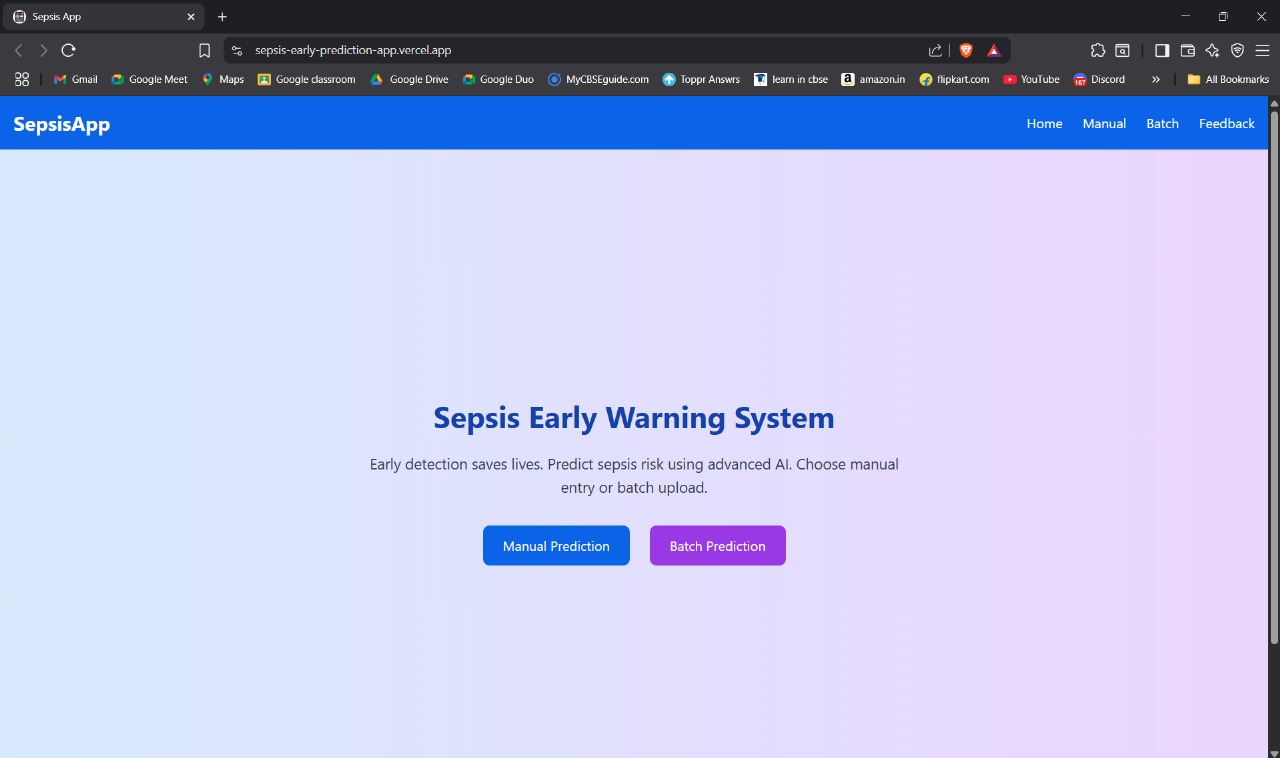 Sepsis App
sepsis-early-prediction-app.vercel.app
Gmail Google Meet Maps Google classroom Google Drive Google Duo MyCBSEguide.com Toppr Answrs learn in cbse amazon.in flipkart.com YouTube Discord » All Bookmarks
SepsisApp Home Manual Batch Feedback
Sepsis Early Warning System
Early detection saves lives. Predict sepsis risk using advanced AI. Choose manual
entry or batch upload.
Manual Prediction Batch Prediction